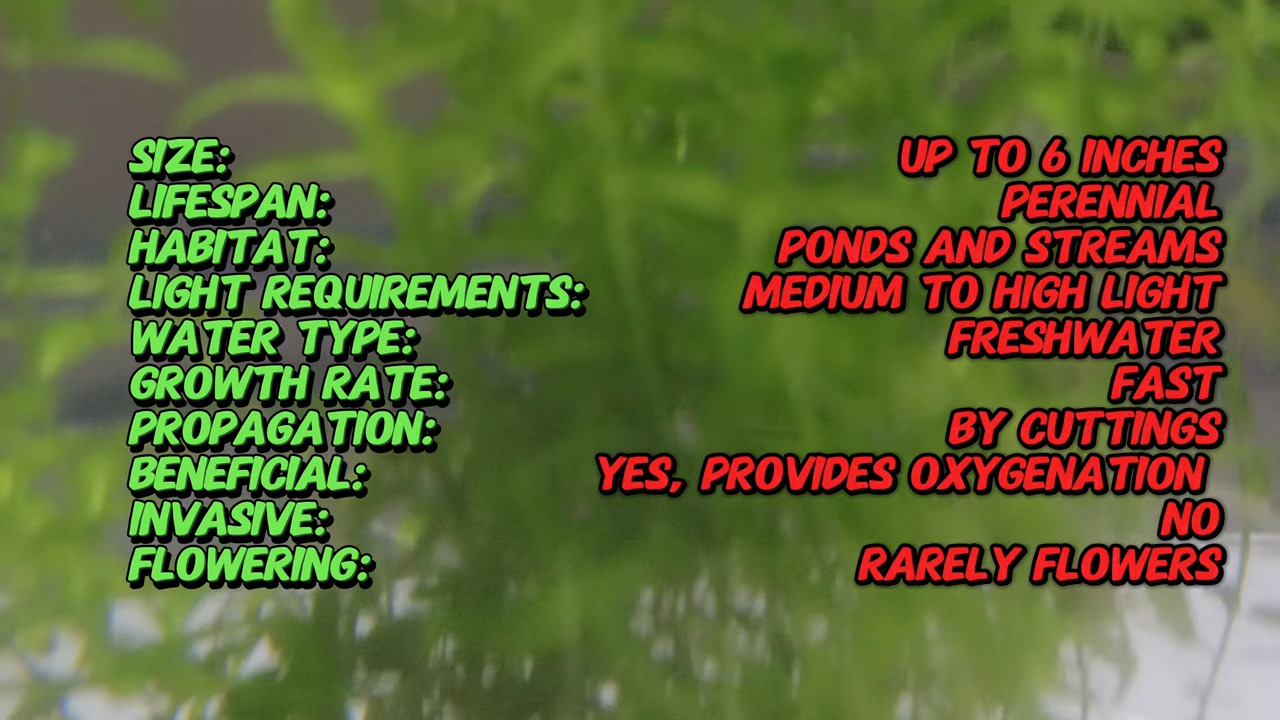 SIZE: UP TO 6 INCHES
LIFESPAN: PERENNIAL
HABITAT: PONDS AND STREAMS
LIGHT REQUIREMENTS: MEDIUM TO HIGH LIGHT
WATER TYPE: FRESHWATER
GROWTH RATE: FAST
PROPAGATION: BY CUTTINGS
BENEFICIAL: YES, PROVIDES OXYGENATION
INVASIVE: NO
FLOWERING: RARELY FLOWERS